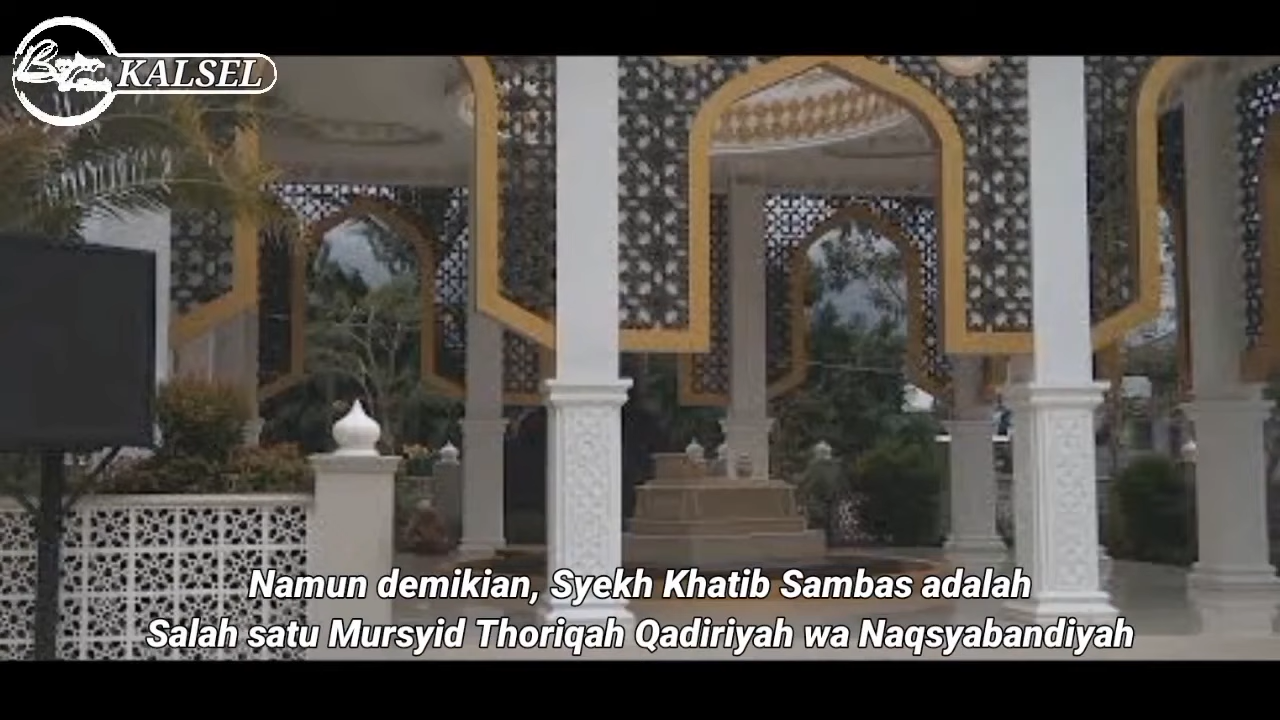 KALSEL
Namun demikian, Syekh Khatib Sambas adalah
Salah satu Mursyid Thoriqah Qadiriyah wa Naqsyabandiyah